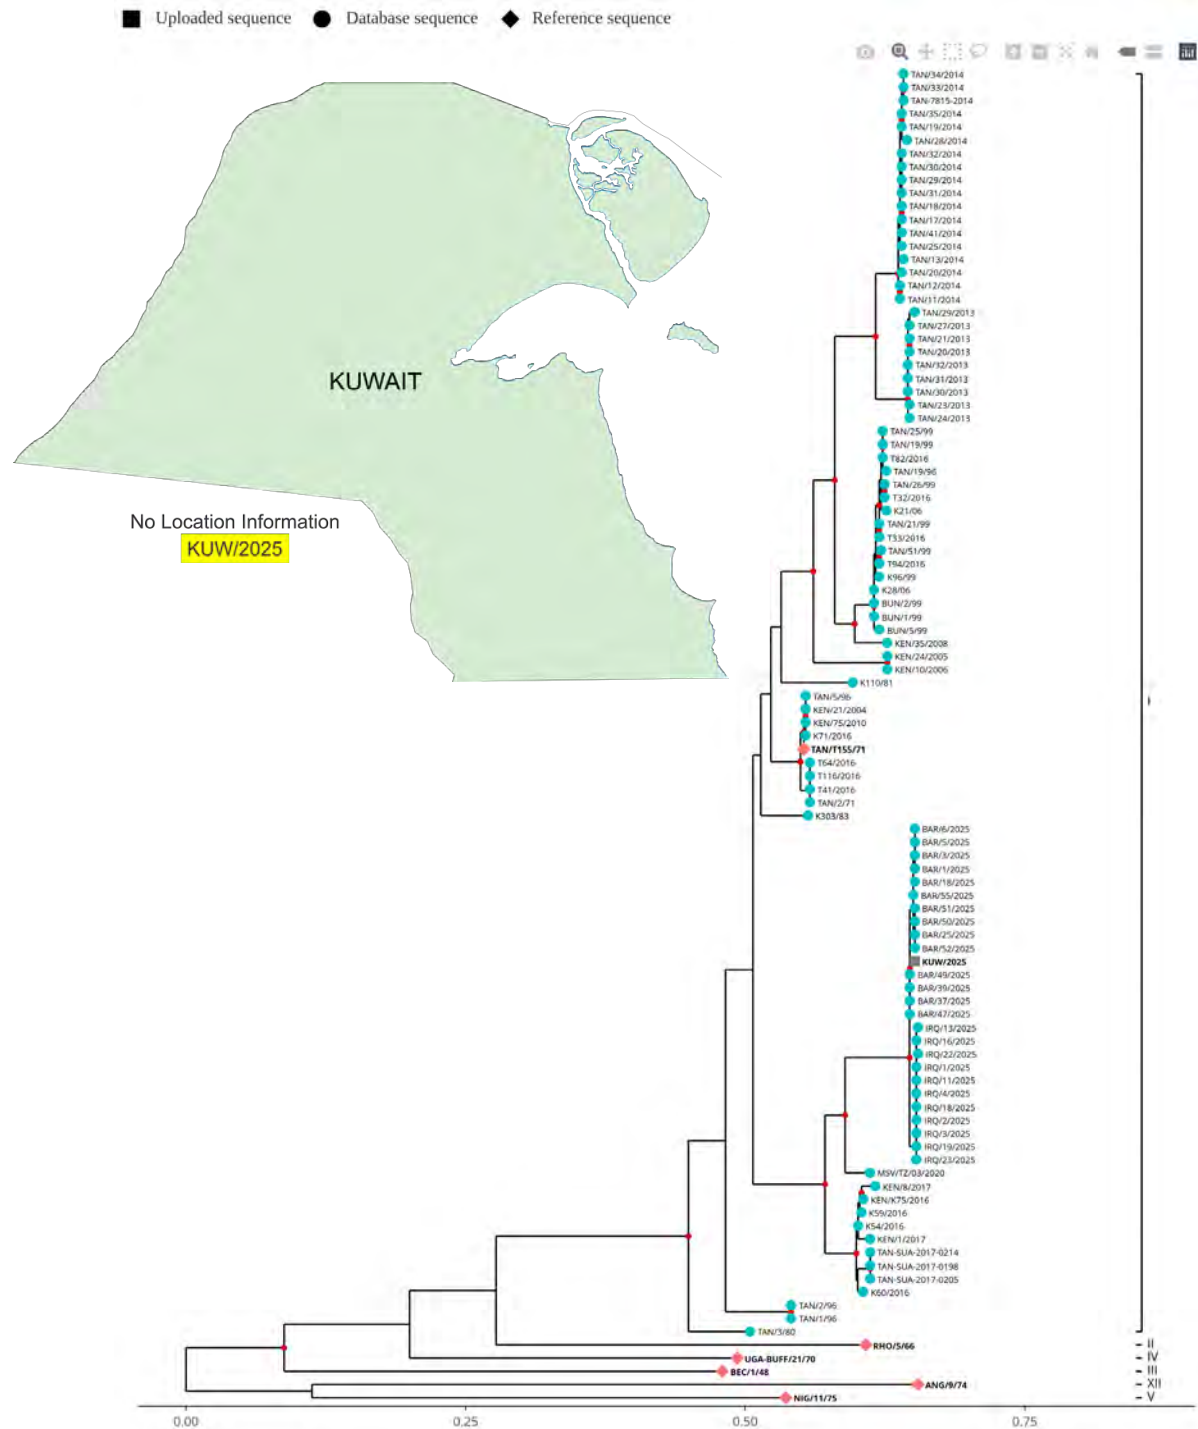 Uploaded sequence
Database sequence
Reference sequence
KUWAIT
No Location Information
KUW/2025
TAN/34/2014
TAN/33/2014
TAN-7815-2014
TAN/35/2014
TAN/19/2014
TAN/28/2014
TAN/32/2014
TAN/30/2014
TAN/29/2014
TAN/31/2014
TAN/18/2014
TAN/17/2014
TAN/41/2014
TAN/25/2014
TAN/13/2014
TAN/20/2014
TAN/12/2014
TAN/11/2014
TAN/29/2013
TAN/27/2013
TAN/21/2013
TAN/20/2013
TAN/32/2013
TAN/31/2013
TAN/30/2013
TAN/23/2013
TAN/24/2013
TAN/25/99
TAN/19/99
T82/2016
TAN/19/96
TAN/26/99
T32/2016
K21/06
TAN/21/99
T33/2016
TAN/51/99
T94/2016
K96/99
K28/06
BUN/2/99
BUN/1/99
BUN/5/99
KEN/35/2008
KEN/24/2005
KEN/10/2006
K110/81
TAN/5/96
I
KEN/21/2004
KEN/75/2010
K71/2016
TAN/T155/71
T64/2016
T116/2016
T41/2016
TAN/2/71
K303/83
BAR/6/2025
BAR/5/2025
BAR/3/2025
BAR/1/2025
BAR/18/2025
BAR/55/2025
BAR/51/2025
BAR/50/2025
BAR/25/2025
BAR/52/2025
KUW/2025
BAR/49/2025
BAR/39/2025
BAR/37/2025
BAR/47/2025
IRQ/13/2025
IRQ/16/2025
IRQ/22/2025
IRQ/1/2025
IRQ/11/2025
IRQ/4/2025
IRQ/18/2025
IRQ/2/2025
IRQ/3/2025
IRQ/19/2025
IRQ/23/2025
MSV/TZ/03/2020
KEN/8/2017
KEN/K75/2016
K59/2016
K54/2016
KEN/1/2017
TAN-SUA-2017-0214
TAN-SUA-2017-0198
TAN-SUA-2017-0205
K60/2016
TAN/2/96
TAN/1/96
TAN/3/80
RHO/5/66 II
UGA-BUFF/21/70 IV
BEC/1/48 III
ANG/9/74 XII
NIG/11/75 V
0.00 0.25 0.50 0.75